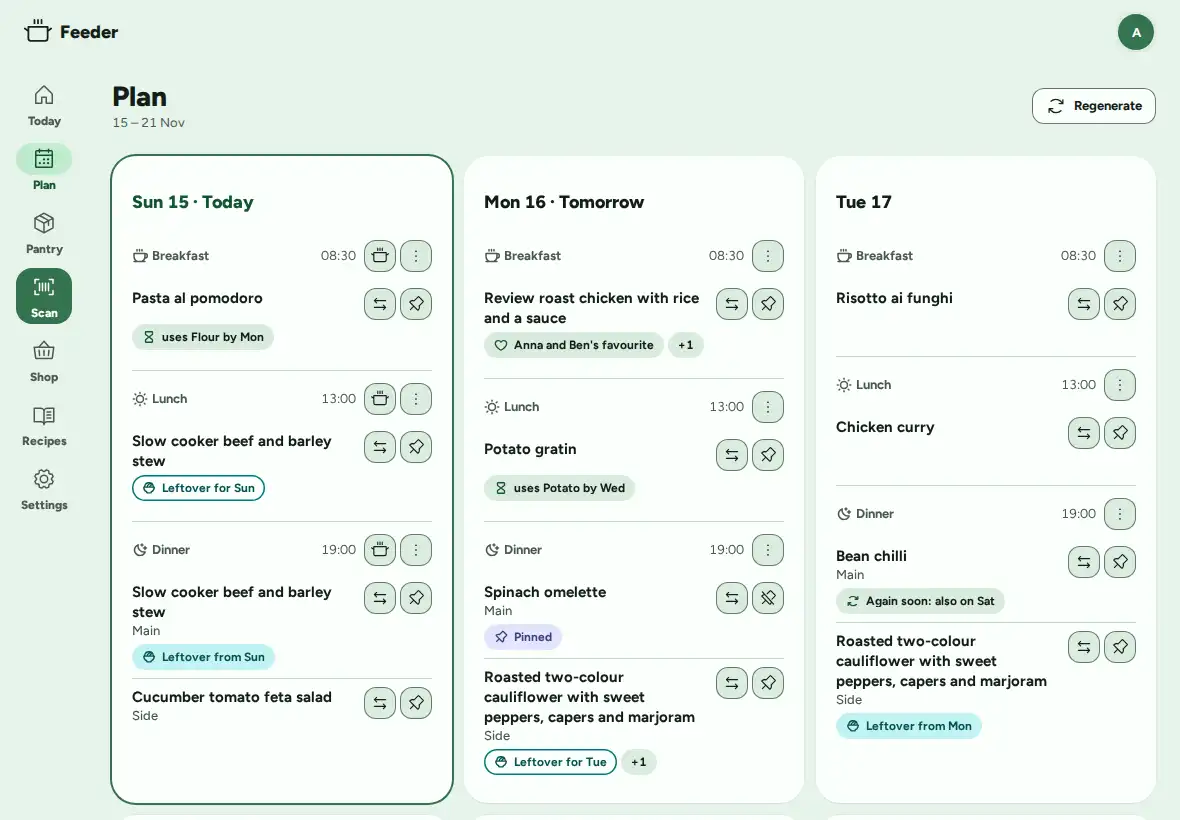 Feeder
A
Today
Plan
Pantry
Scan
Shop
Recipes
Settings
Plan
15 – 21 Nov
Regenerate
Sun 15 · Today
Breakfast 08:30
Pasta al pomodoro
uses Flour by Mon
Lunch 13:00
Slow cooker beef and barley
stew
Leftover for Sun
Dinner 19:00
Slow cooker beef and barley
stew
Main
Leftover from Sun
Cucumber tomato feta salad
Side
Mon 16 · Tomorrow
Breakfast 08:30
Review roast chicken with rice
and a sauce
Anna and Ben's favourite +1
Lunch 13:00
Potato gratin
uses Potato by Wed
Dinner 19:00
Spinach omelette
Main
Pinned
Roasted two-colour
cauliflower with sweet
peppers, capers and marjoram
Side
Leftover for Tue +1
Tue 17
Breakfast 08:30
Risotto ai funghi
Lunch 13:00
Chicken curry
Dinner 19:00
Bean chilli
Main
Again soon: also on Sat
Roasted two-colour
cauliflower with sweet
peppers, capers and marjoram
Side
Leftover from Mon